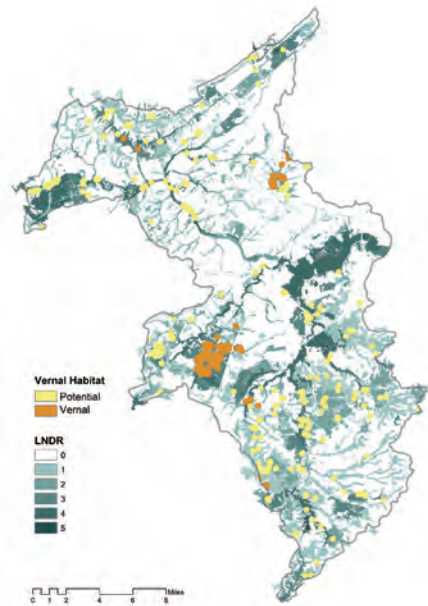 Vernal Habitat
Potential
Vernal
LNDR
0
1
2
3
4
5
Miles
0 1 2 4 6 8